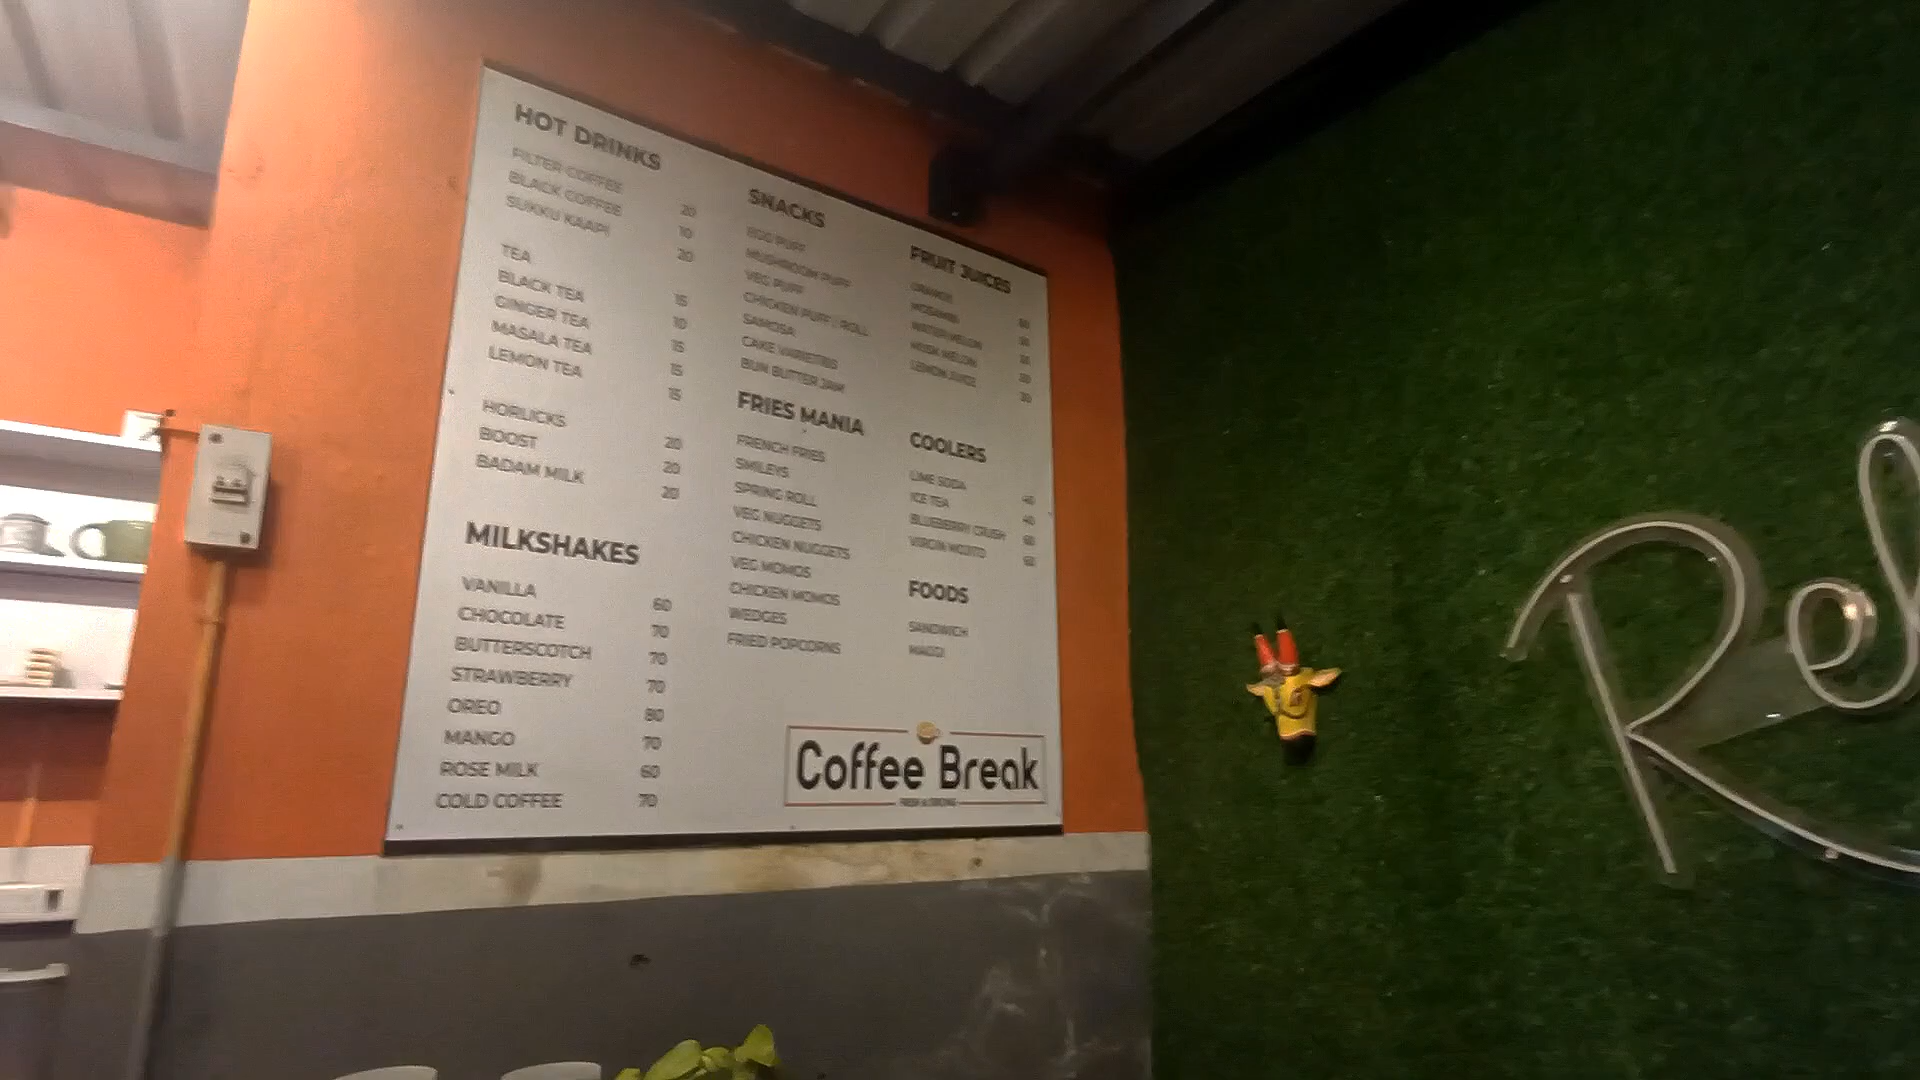 HOT DRINKS
FILTER COFFEE 20
BLACK COFFEE 10
SUKKU KAAPI 20
TEA 15
BLACK TEA 10
GINGER TEA 15
MASALA TEA 15
LEMON TEA 15
HORLICKS 20
BOOST 20
BADAM MILK 20
MILKSHAKES
VANILLA 60
CHOCOLATE 70
BUTTERSCOTCH 70
STRAWBERRY 70
OREO 80
MANGO 70
ROSE MILK 60
COLD COFFEE 70
SNACKS
EGG PUFF
MUSHROOM PUFF
VEG PUFF
CHICKEN PUFF / ROLL
SAMOSA
CAKE VARIETIES
BUN BUTTER JAM
FRIES MANIA
FRENCH FRIES
SMILEYS
SPRING ROLL
VEG NUGGETS
CHICKEN NUGGETS
VEG MOMOS
CHICKEN MOMOS
WEDGES
FRIED POPCORNS
FRUIT JUICES
ORANGE
MOSAMBI
WATER MELON
MUSK MELON
LEMON JUICE
COOLERS
LIME SODA 40
ICE TEA 40
BLUEBERRY CRUSH 60
VIRGIN MOJITO 60
FOODS
SANDWICH
MAGGI
Coffee Break